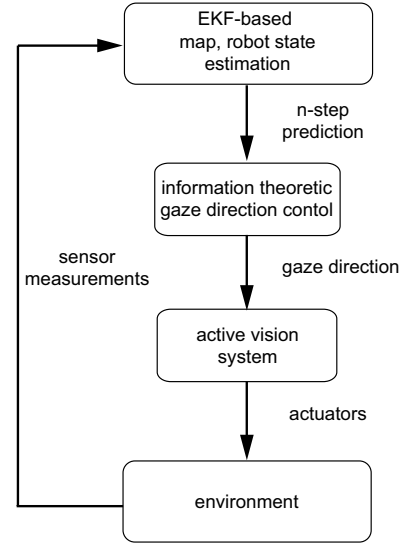 EKF-based
map, robot state
estimation
n-step
prediction
information theoretic
gaze direction contol
sensor
measurements
gaze direction
active vision
system
actuators
environment